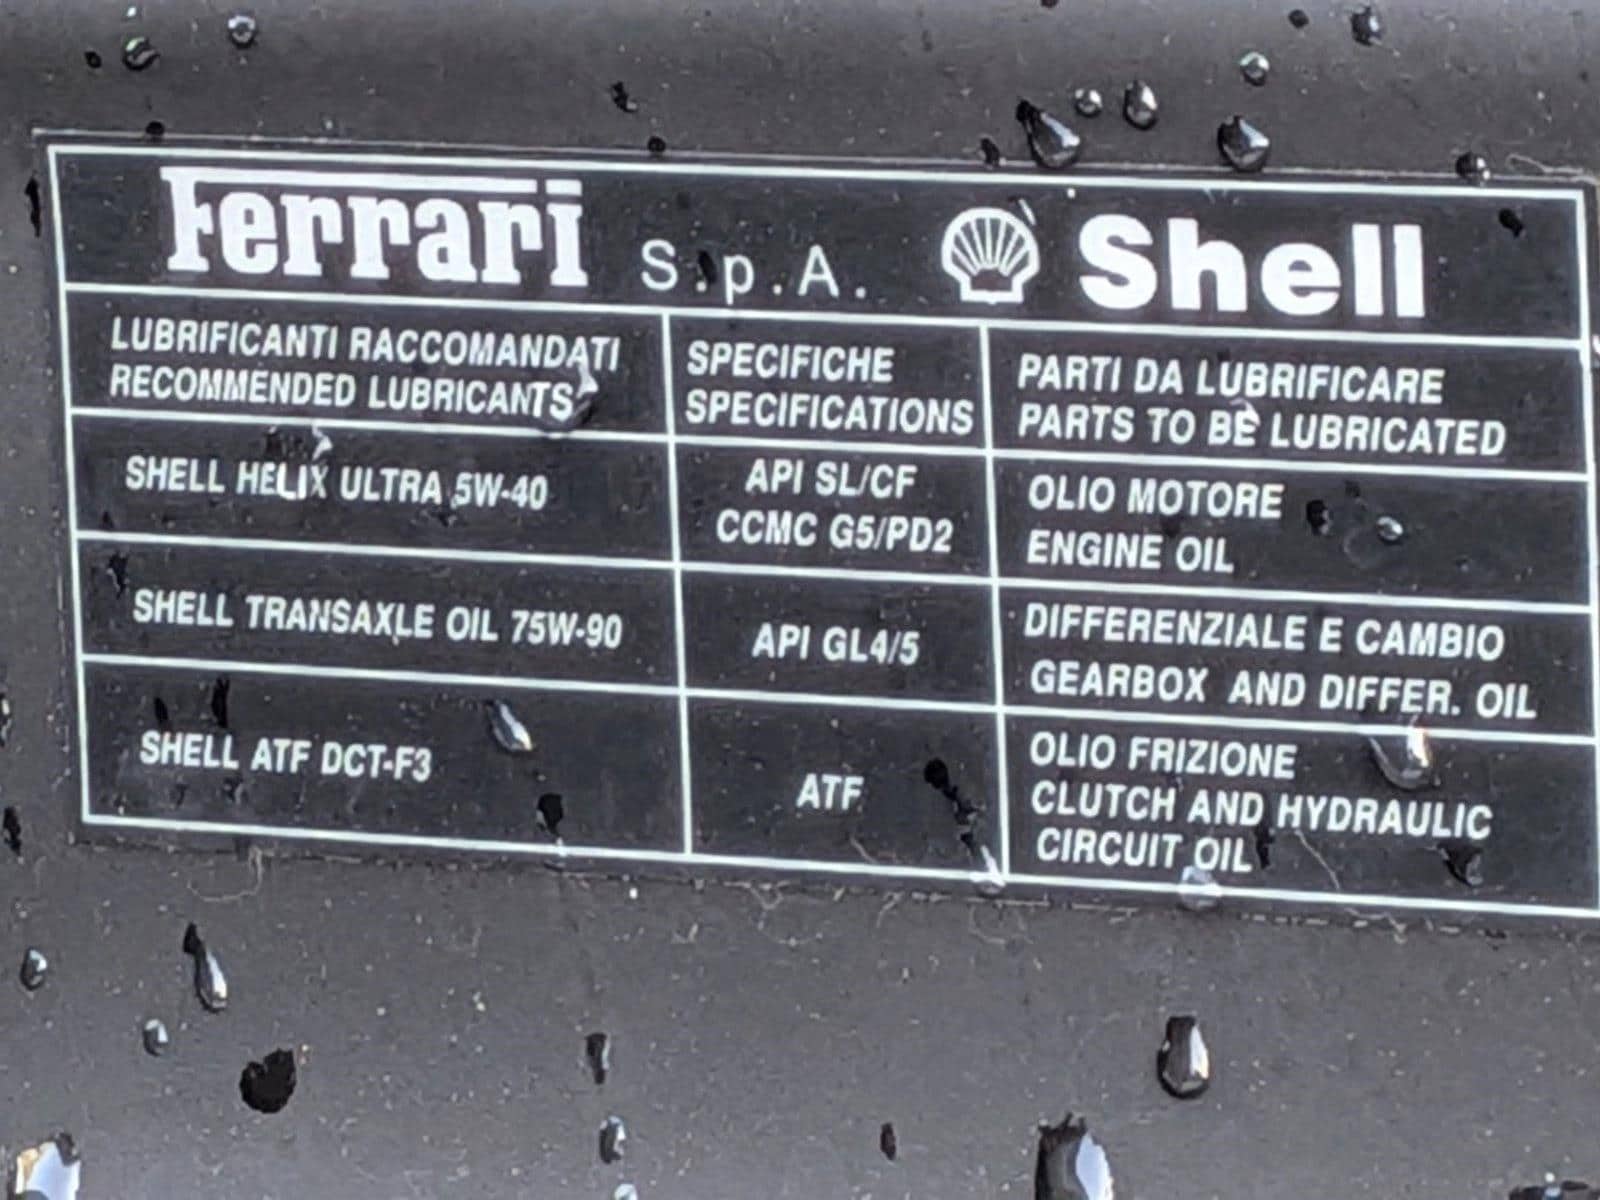 Ferrari S.p.A. Shell
LUBRIFICANTI RACCOMANDATI
RECOMMENDED LUBRICANTS
SPECIFICHE
SPECIFICATIONS
PARTI DA LUBRIFICARE
PARTS TO BE LUBRICATED
SHELL HELIX ULTRA 5W-40
API SL/CF
CCMC G5/PD2
OLIO MOTORE
ENGINE OIL
SHELL TRANSAXLE OIL 75W-90
API GL4/5
DIFFERENZIALE E CAMBIO
GEARBOX AND DIFFER. OIL
SHELL ATF DCT-F3
ATF
OLIO FRIZIONE
CLUTCH AND HYDRAULIC
CIRCUIT OIL